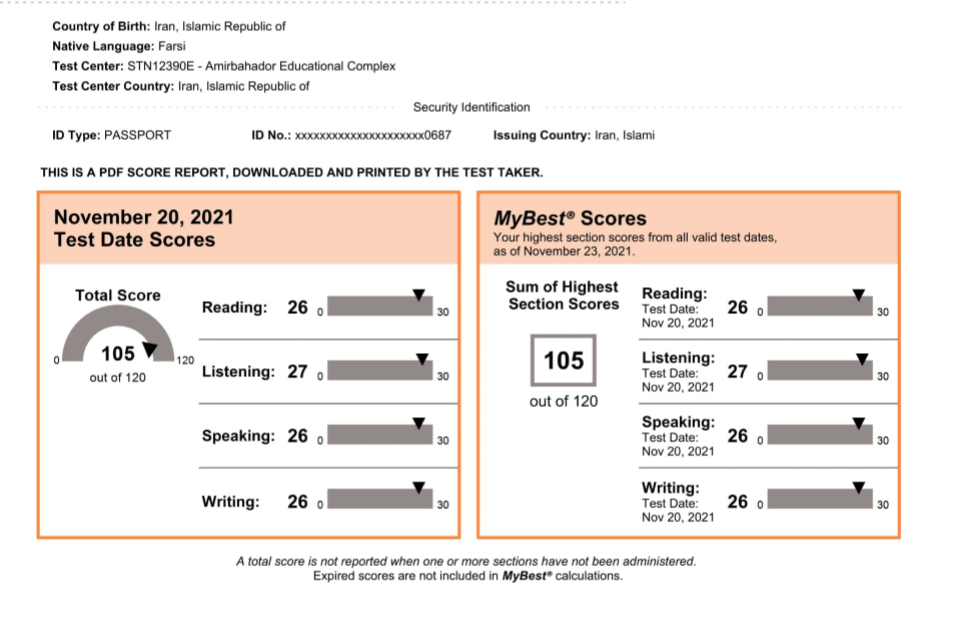 Country of Birth: Iran, Islamic Republic of
Native Language: Farsi
Test Center: STN12390E - Amirbahador Educational Complex
Test Center Country: Iran, Islamic Republic of
Security Identification
ID Type: PASSPORT ID No.: xxxxxxxxxxxxxxxxxxxxx0687 Issuing Country: Iran, Islami
THIS IS A PDF SCORE REPORT, DOWNLOADED AND PRINTED BY THE TEST TAKER.
November 20, 2021
Test Date Scores
Total Score
0 105 120
out of 120
Reading: 26 0 30
Listening: 27 0 30
Speaking: 26 0 30
Writing: 26 0 30
MyBest® Scores
Your highest section scores from all valid test dates,
as of November 23, 2021.
Sum of Highest
Section Scores
105
out of 120
Reading:
Test Date: 26 0 30
Nov 20, 2021
Listening:
Test Date: 27 0 30
Nov 20, 2021
Speaking:
Test Date: 26 0 30
Nov 20, 2021
Writing:
Test Date: 26 0 30
Nov 20, 2021
A total score is not reported when one or more sections have not been administered.
Expired scores are not included in MyBest® calculations.